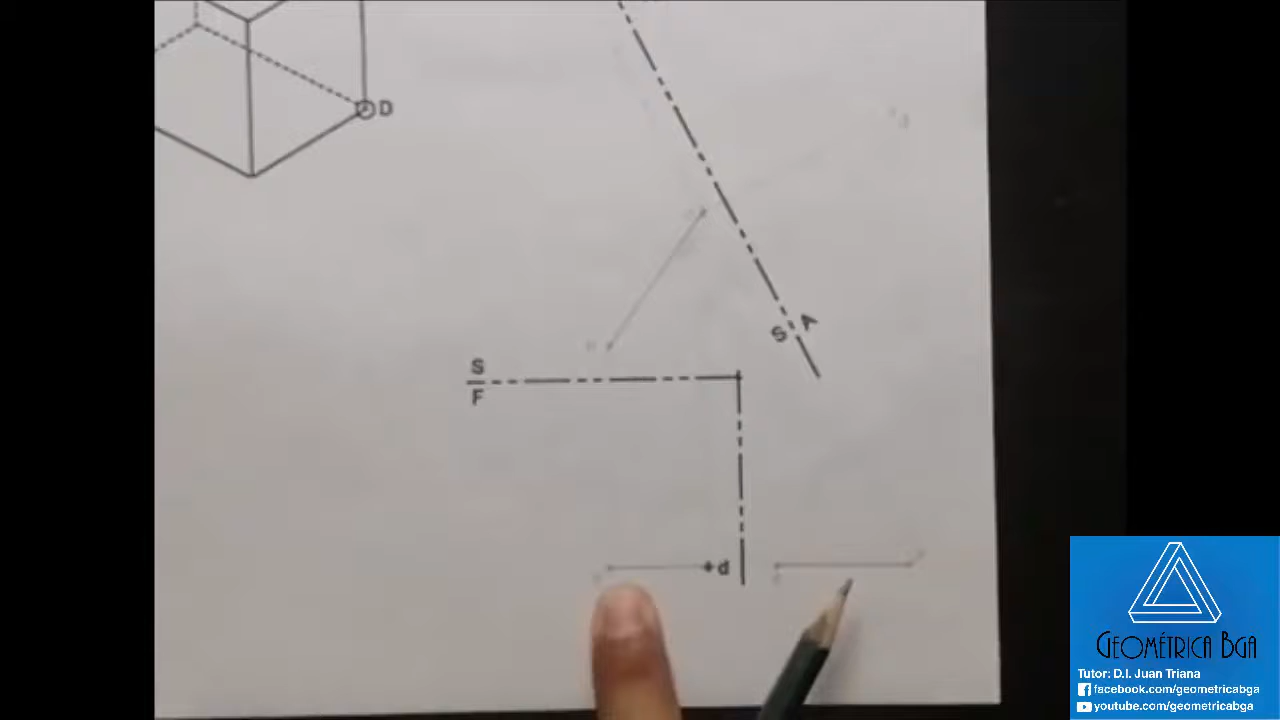 D
S A
S
F
d
GEOMÉTRICA BGA
Tutor: D.I. Juan Triana
facebook.com/geometricabga
youtube.com/geometricabga